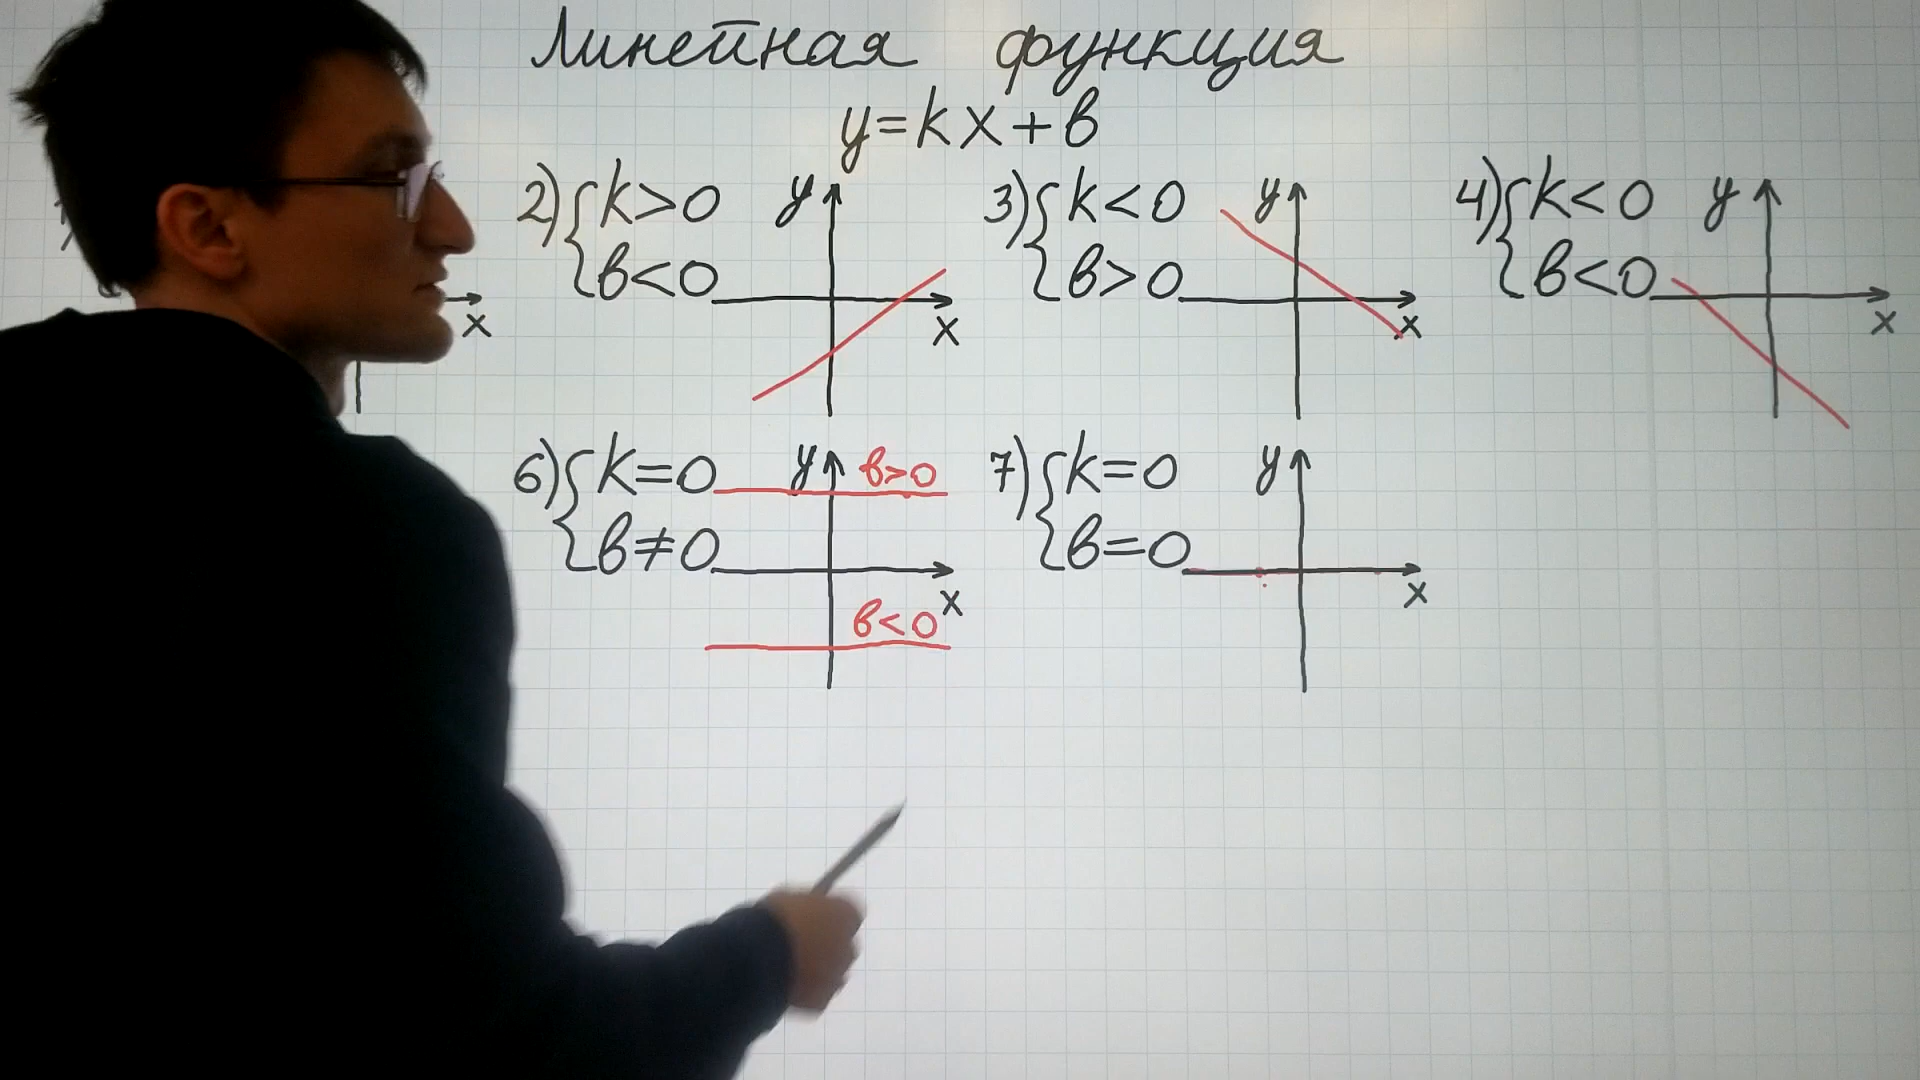 Линейная функция
y=kx+b
2) { k>0 y 3) { k<0 y 4) { k<0 y
b<0 b>0 b<0
x x x x
6) { k=0 y b>0 7) { k=0 y
b≠0 b=0
x x
b<0